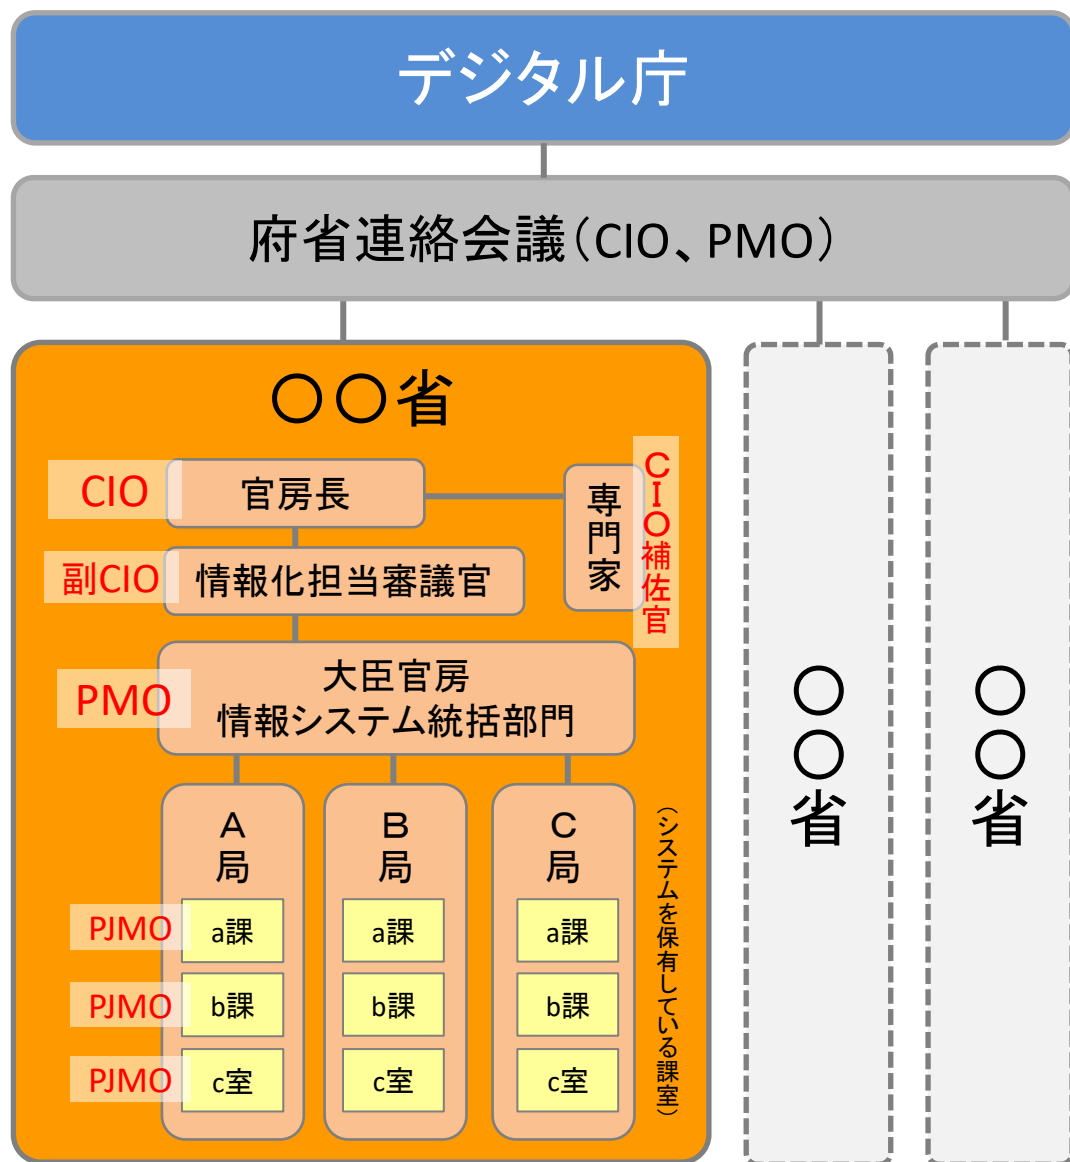 デジタル庁
府省連絡会議（CIO、PMO）
〇〇省
CIO
官房長
専門家
CIO補佐官
副CIO
情報化担当審議官
PMO
大臣官房
情報システム統括部門
A局
B局
C局
（システムを保有している課室）
PJMO
a課
a課
a課
PJMO
b課
b課
b課
PJMO
c室
c室
c室
〇〇省
〇〇省